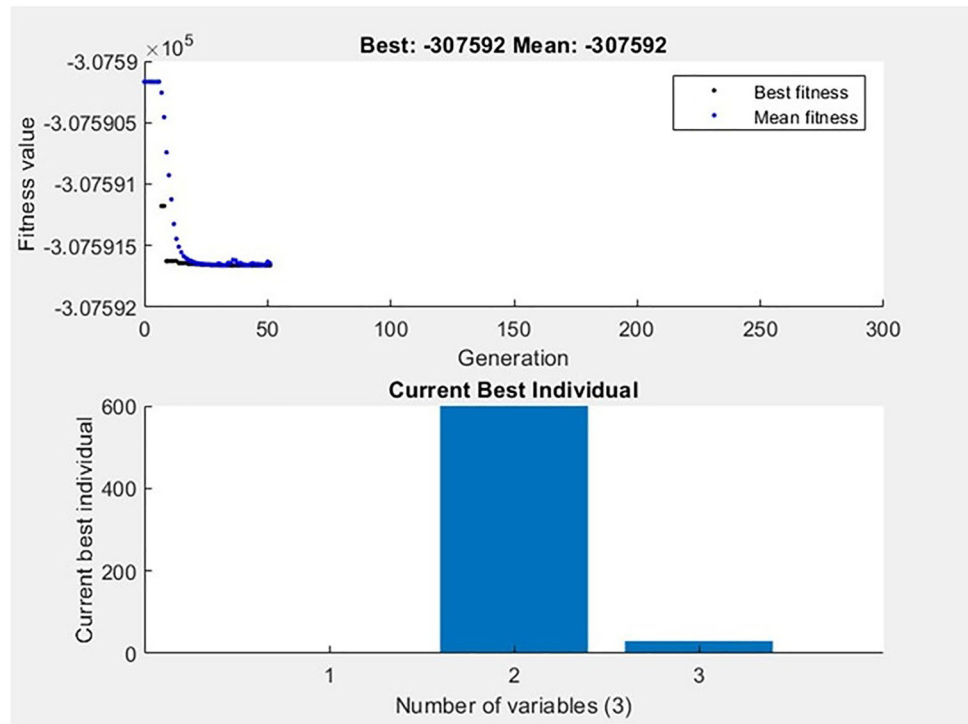 Best: -307592 Mean: -307592
×10^5
-3.0759
-3.075905
-3.07591
-3.075915
-3.07592
Fitness value
Best fitness
Mean fitness
0 50 100 150 200 250 300
Generation
Current Best Individual
600
400
200
0
Current best individual
1 2 3
Number of variables (3)